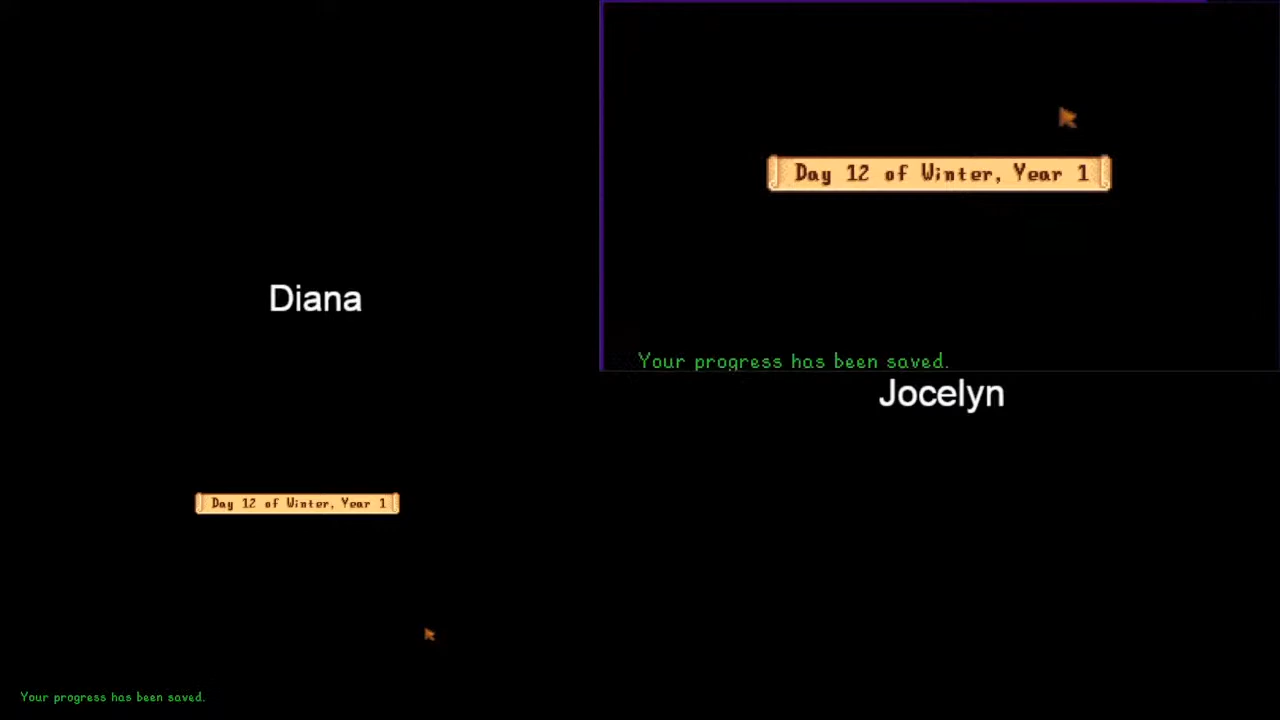 Day 12 of Winter, Year 1
Diana
Your progress has been saved.
Jocelyn
Day 12 of Winter, Year 1
Your progress has been saved.